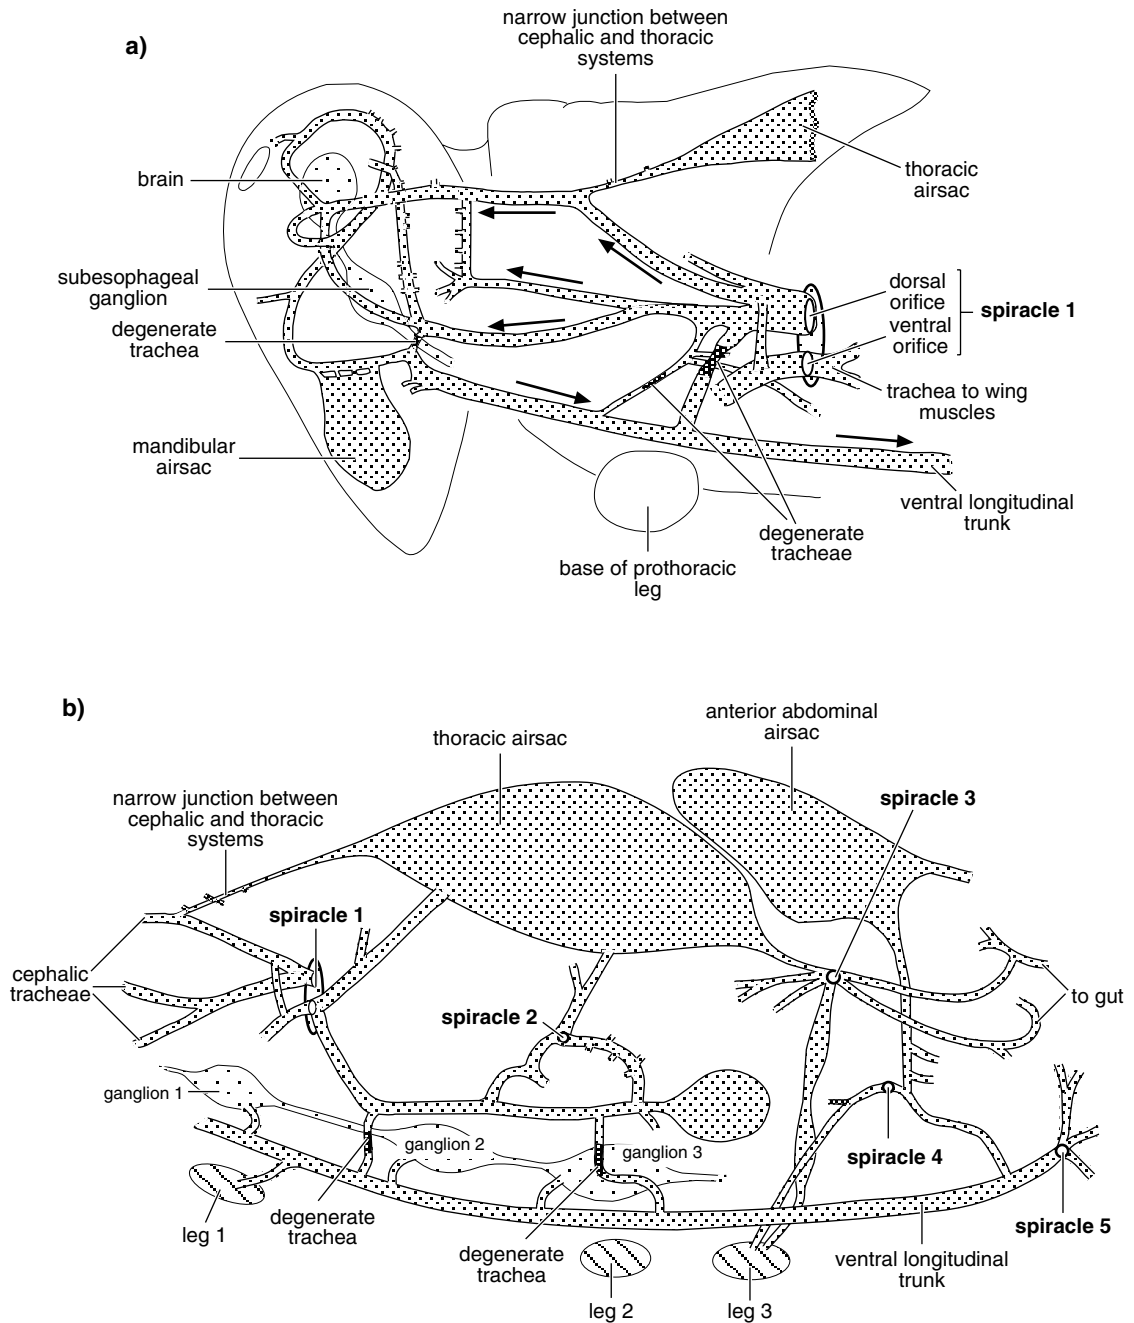 a)
narrow junction between
cephalic and thoracic
systems
brain
thoracic
airsac
subesophageal
ganglion
degenerate
trachea
dorsal
orifice
ventral
orifice
spiracle 1
trachea to wing
muscles
mandibular
airsac
ventral longitudinal
trunk
degenerate
tracheae
base of prothoracic
leg
b)
anterior abdominal
airsac
thoracic airsac
narrow junction between
cephalic and thoracic
systems
spiracle 3
spiracle 1
cephalic
tracheae
to gut
spiracle 2
ganglion 1
ganglion 2
ganglion 3
spiracle 4
leg 1
degenerate
trachea
degenerate
trachea
spiracle 5
ventral longitudinal
trunk
leg 2
leg 3